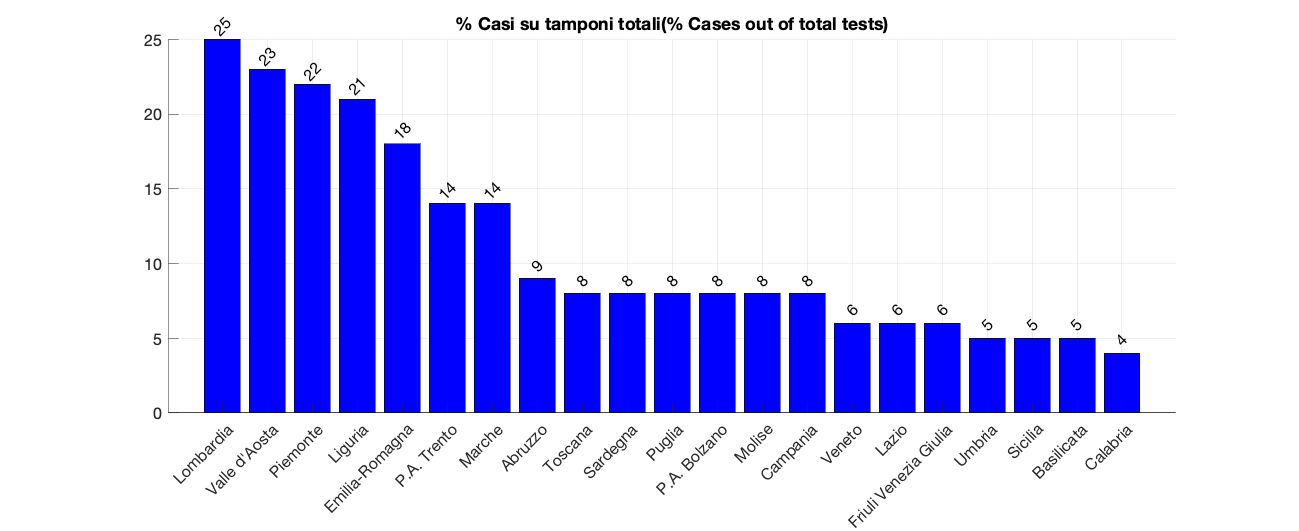 % Casi su tamponi totali(% Cases out of total tests)
25
20
15
10
5
0
25
23
22
21
18
14
14
9
8
8
8
8
8
8
6
6
6
5
5
5
4
Lombardia
Valle d'Aosta
Piemonte
Liguria
Emilia-Romagna
P.A. Trento
Marche
Abruzzo
Toscana
Sardegna
Puglia
P.A. Bolzano
Molise
Campania
Veneto
Lazio
Friuli Venezia Giulia
Umbria
Sicilia
Basilicata
Calabria